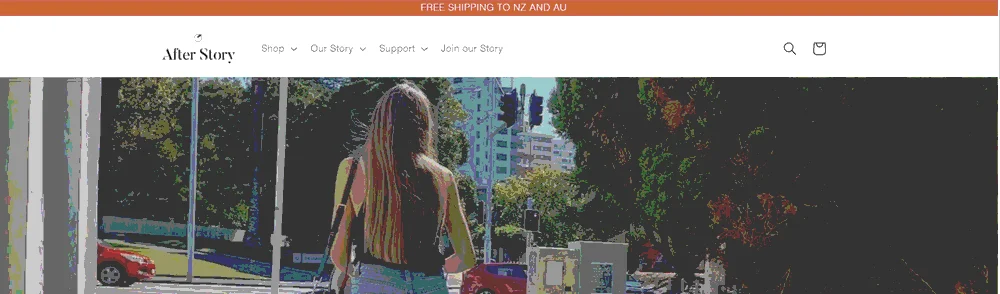 FREE SHIPPING TO NZ AND AU
After Story
Shop
Our Story
Support
Join our Story